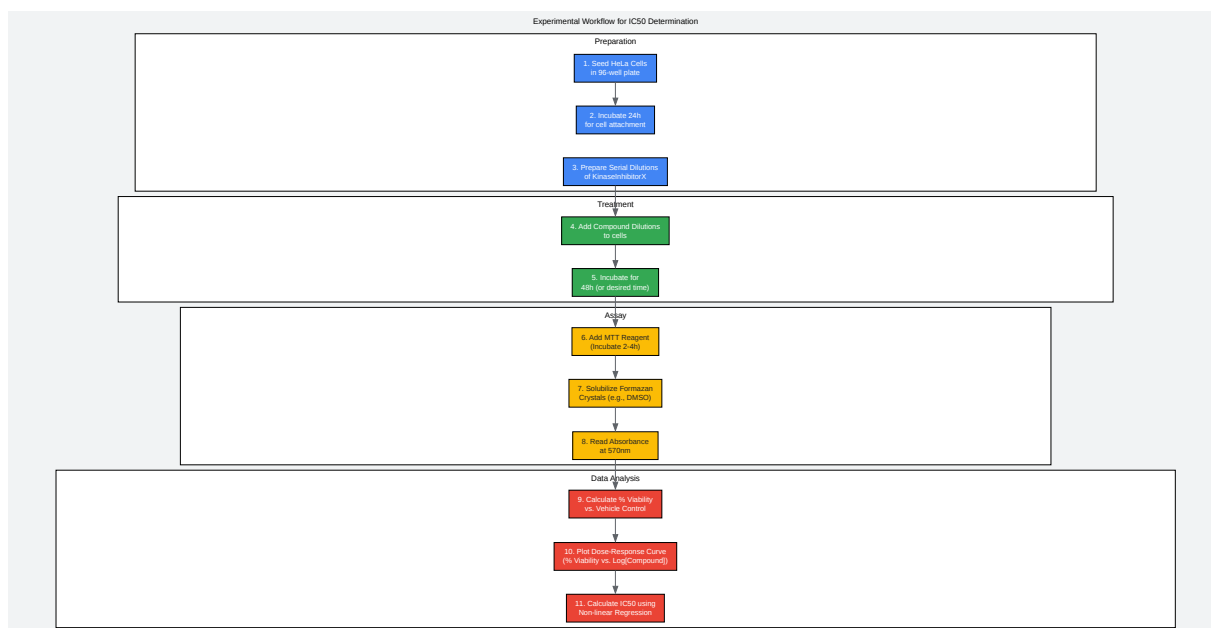 Experimental Workflow for IC50 Determination
Preparation
1. Seed HeLa Cells
in 96-well plate
2. Incubate 24h
for cell attachment
3. Prepare Serial Dilutions
of KinaseInhibitorX
Treatment
4. Add Compound Dilutions
to cells
5. Incubate for
48h (or desired time)
Assay
6. Add MTT Reagent
(Incubate 2-4h)
7. Solubilize Formazan
Crystals (e.g., DMSO)
8. Read Absorbance
at 570nm
Data Analysis
9. Calculate % Viability
vs. Vehicle Control
10. Plot Dose-Response Curve
(% Viability vs. Log[Compound])
11. Calculate IC50 using
Non-linear Regression